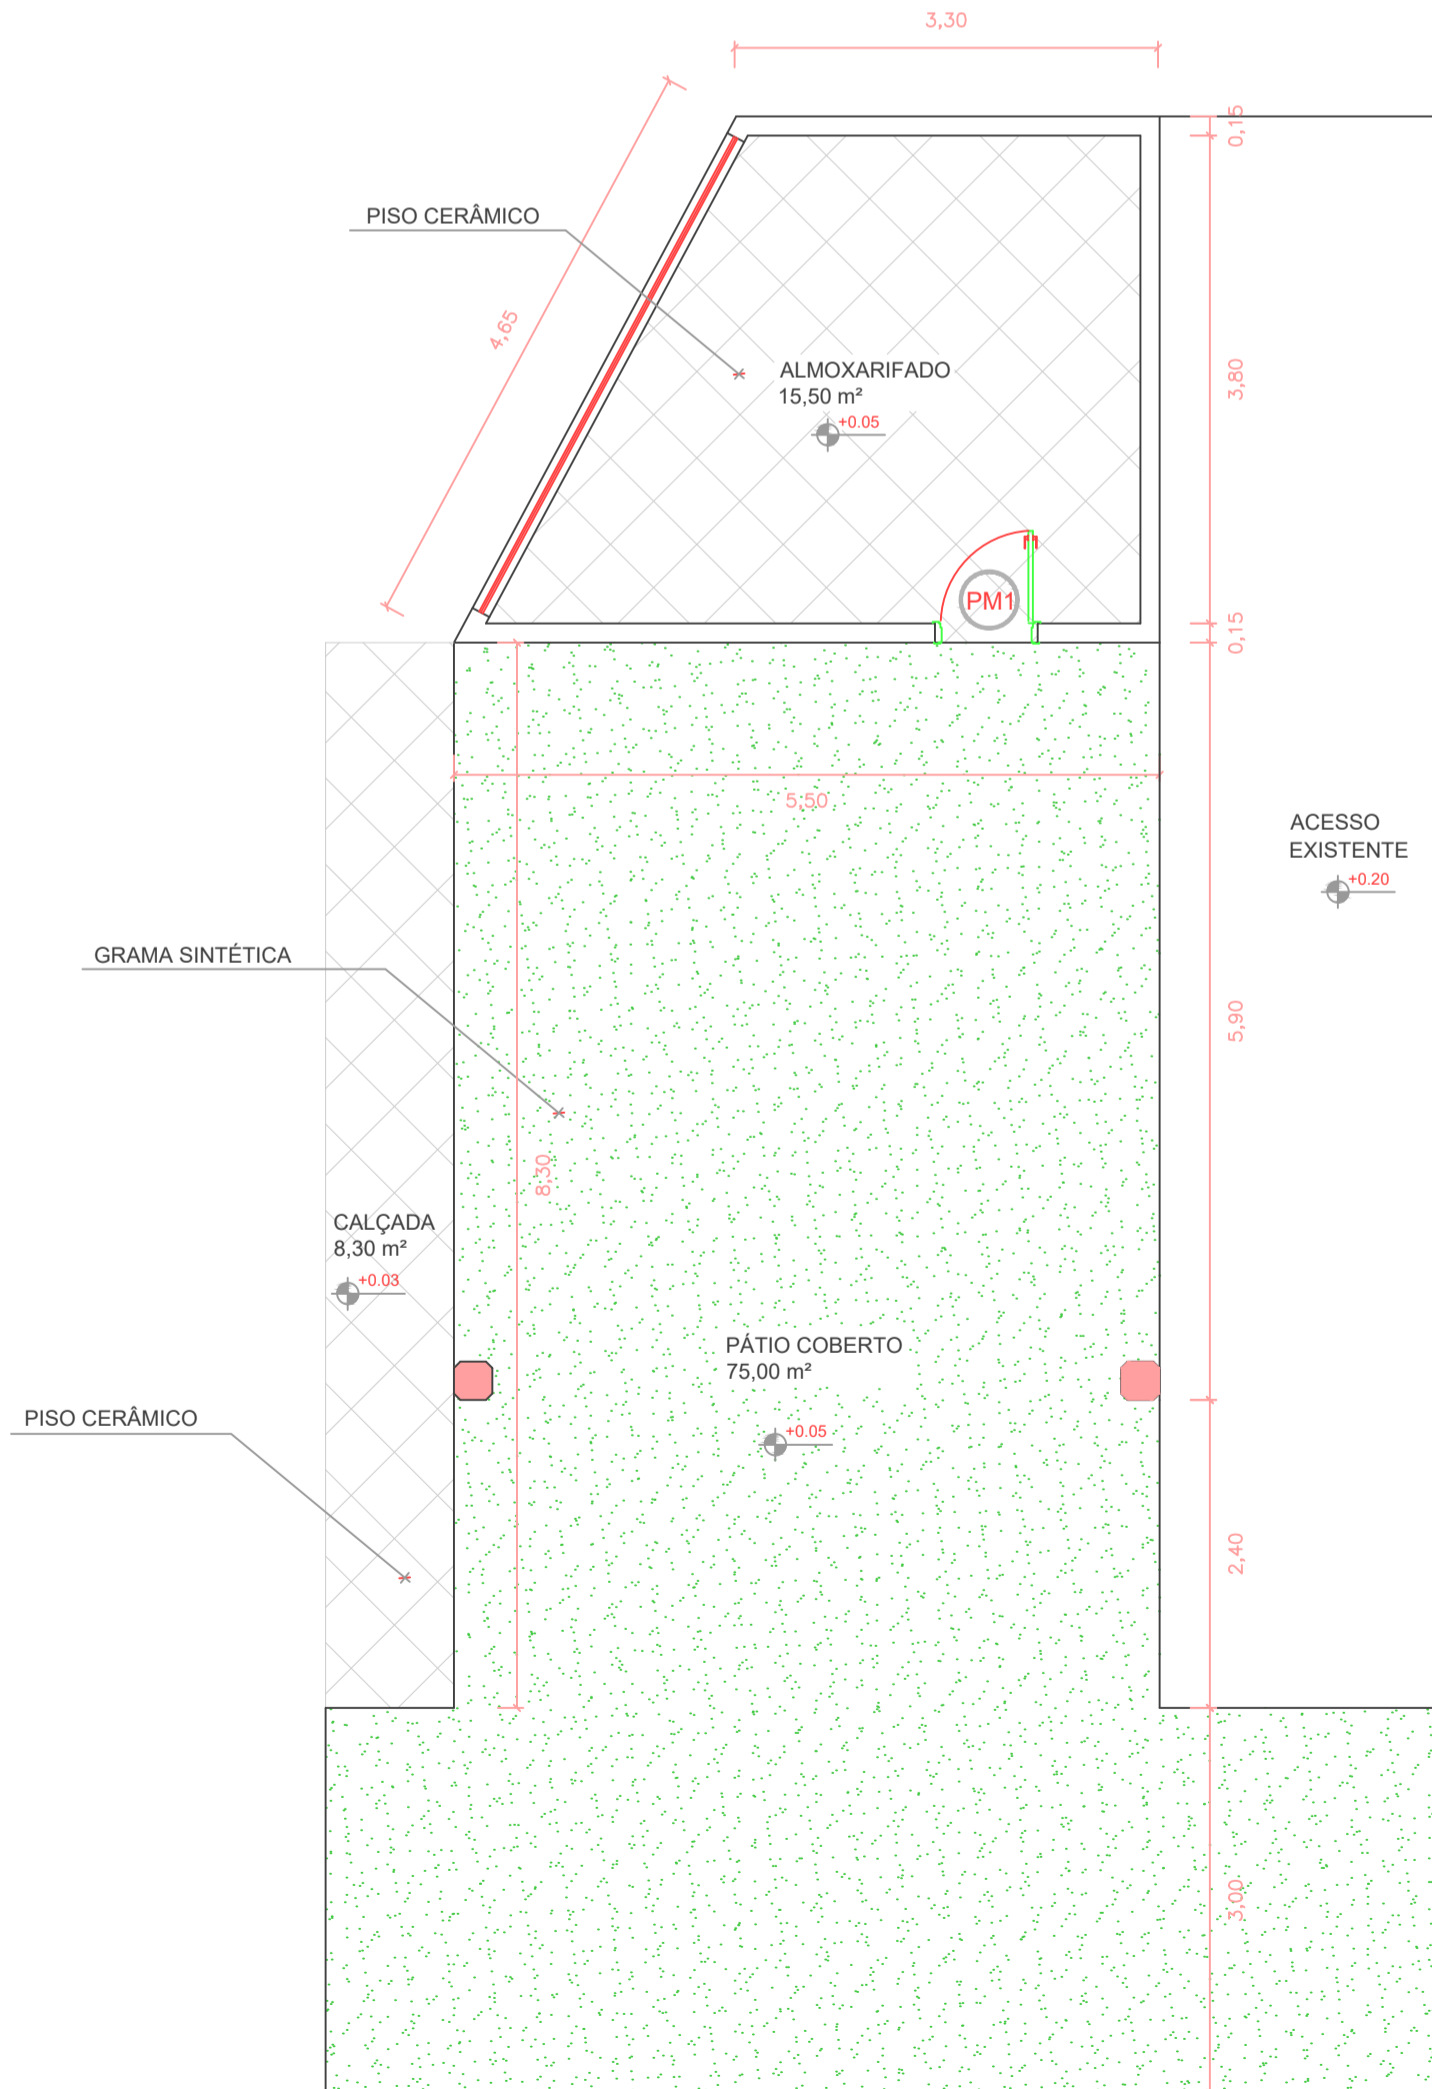 3,30
0,15
PISO CERÂMICO
4,65
ALMOXARIFADO
15,50 m²
+0.05
3,80
PM1
0,15
5,50
ACESSO
EXISTENTE
+0.20
GRAMA SINTÉTICA
5,90
8,30
CALÇADA
8,30 m²
+0.03
PÁTIO COBERTO
75,00 m²
+0.05
PISO CERÂMICO
2,40
3,00